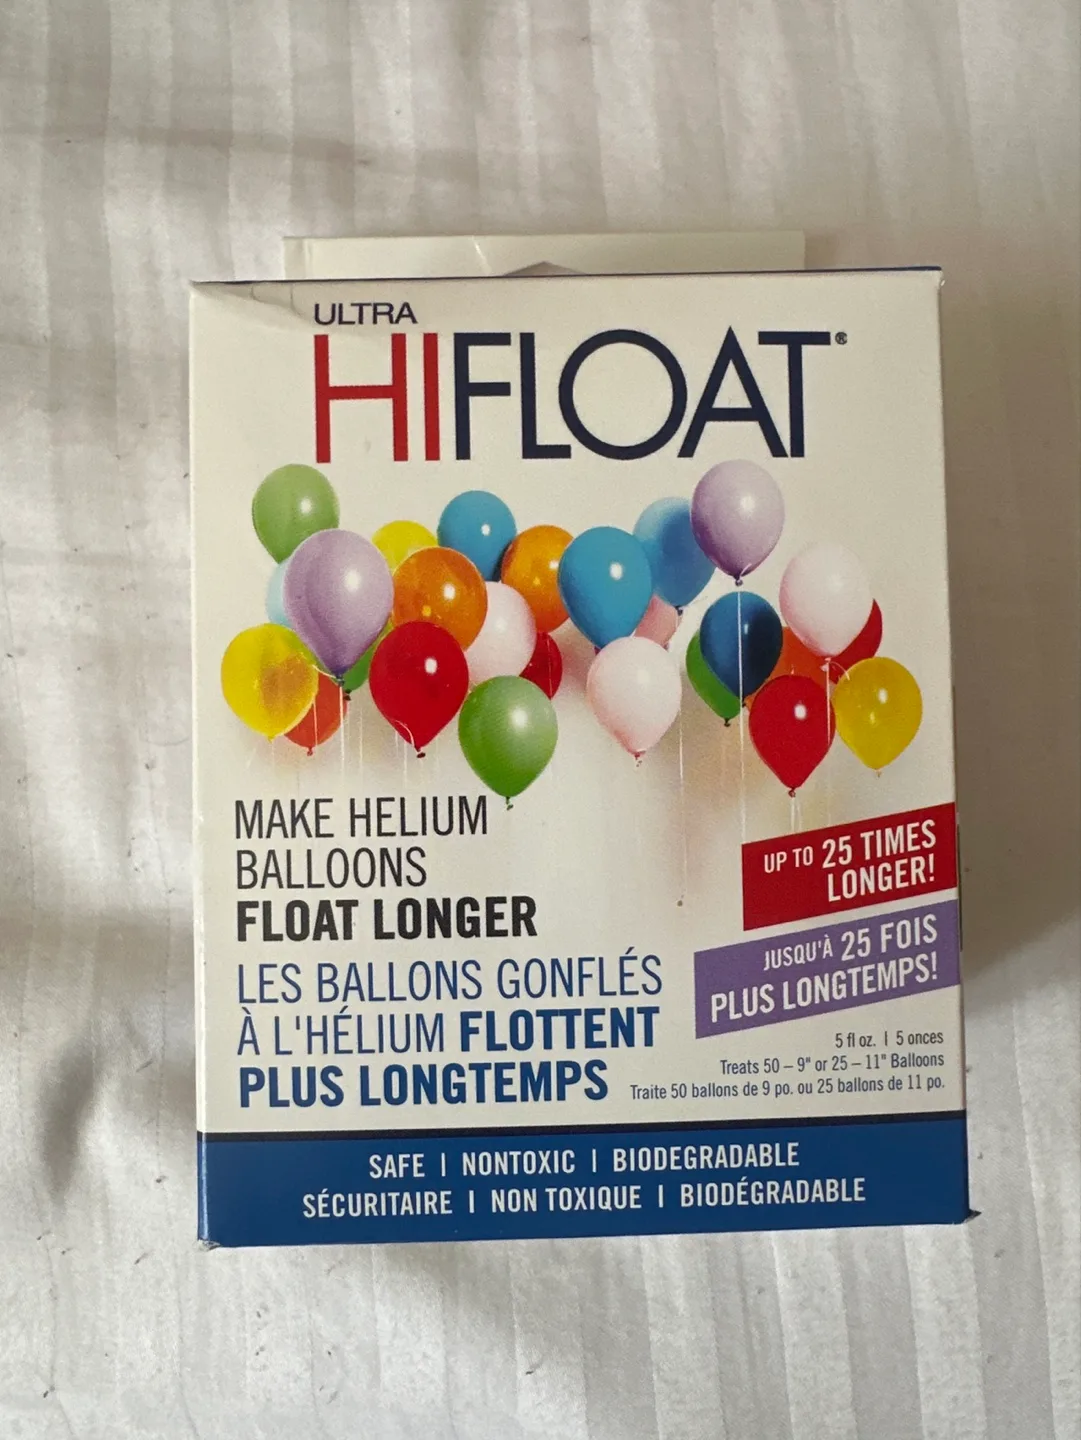 ULTRA
HIFLOAT®
MAKE HELIUM
BALLOONS
FLOAT LONGER
UP TO 25 TIMES
LONGER!
LES BALLONS GONFLÉS
À L'HÉLIUM FLOTTENT
PLUS LONGTEMPS
JUSQU'À 25 FOIS
PLUS LONGTEMPS!
5 fl oz. | 5 onces
Treats 50 – 9" or 25 – 11" Balloons
Traite 50 ballons de 9 po. ou 25 ballons de 11 po.
SAFE | NONTOXIC | BIODEGRADABLE
SÉCURITAIRE | NON TOXIQUE | BIODÉGRADABLE